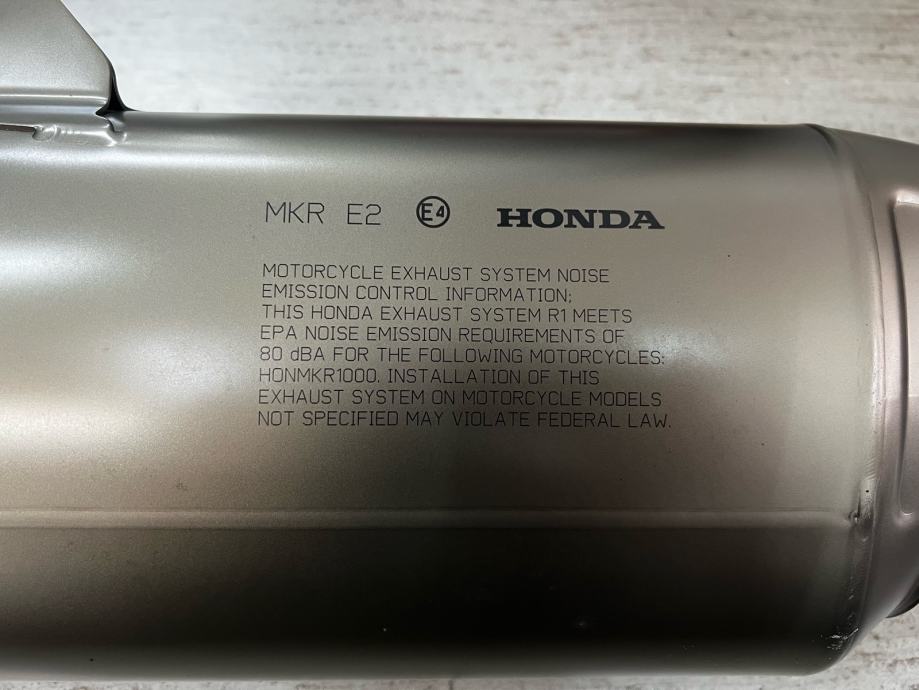 MKR E2 E4 HONDA
MOTORCYCLE EXHAUST SYSTEM NOISE
EMISSION CONTROL INFORMATION;
THIS HONDA EXHAUST SYSTEM R1 MEETS
EPA NOISE EMISSION REQUIREMENTS OF
80 dBA FOR THE FOLLOWING MOTORCYCLES:
HONMKR1000. INSTALLATION OF THIS
EXHAUST SYSTEM ON MOTORCYCLE MODELS
NOT SPECIFIED MAY VIOLATE FEDERAL LAW.